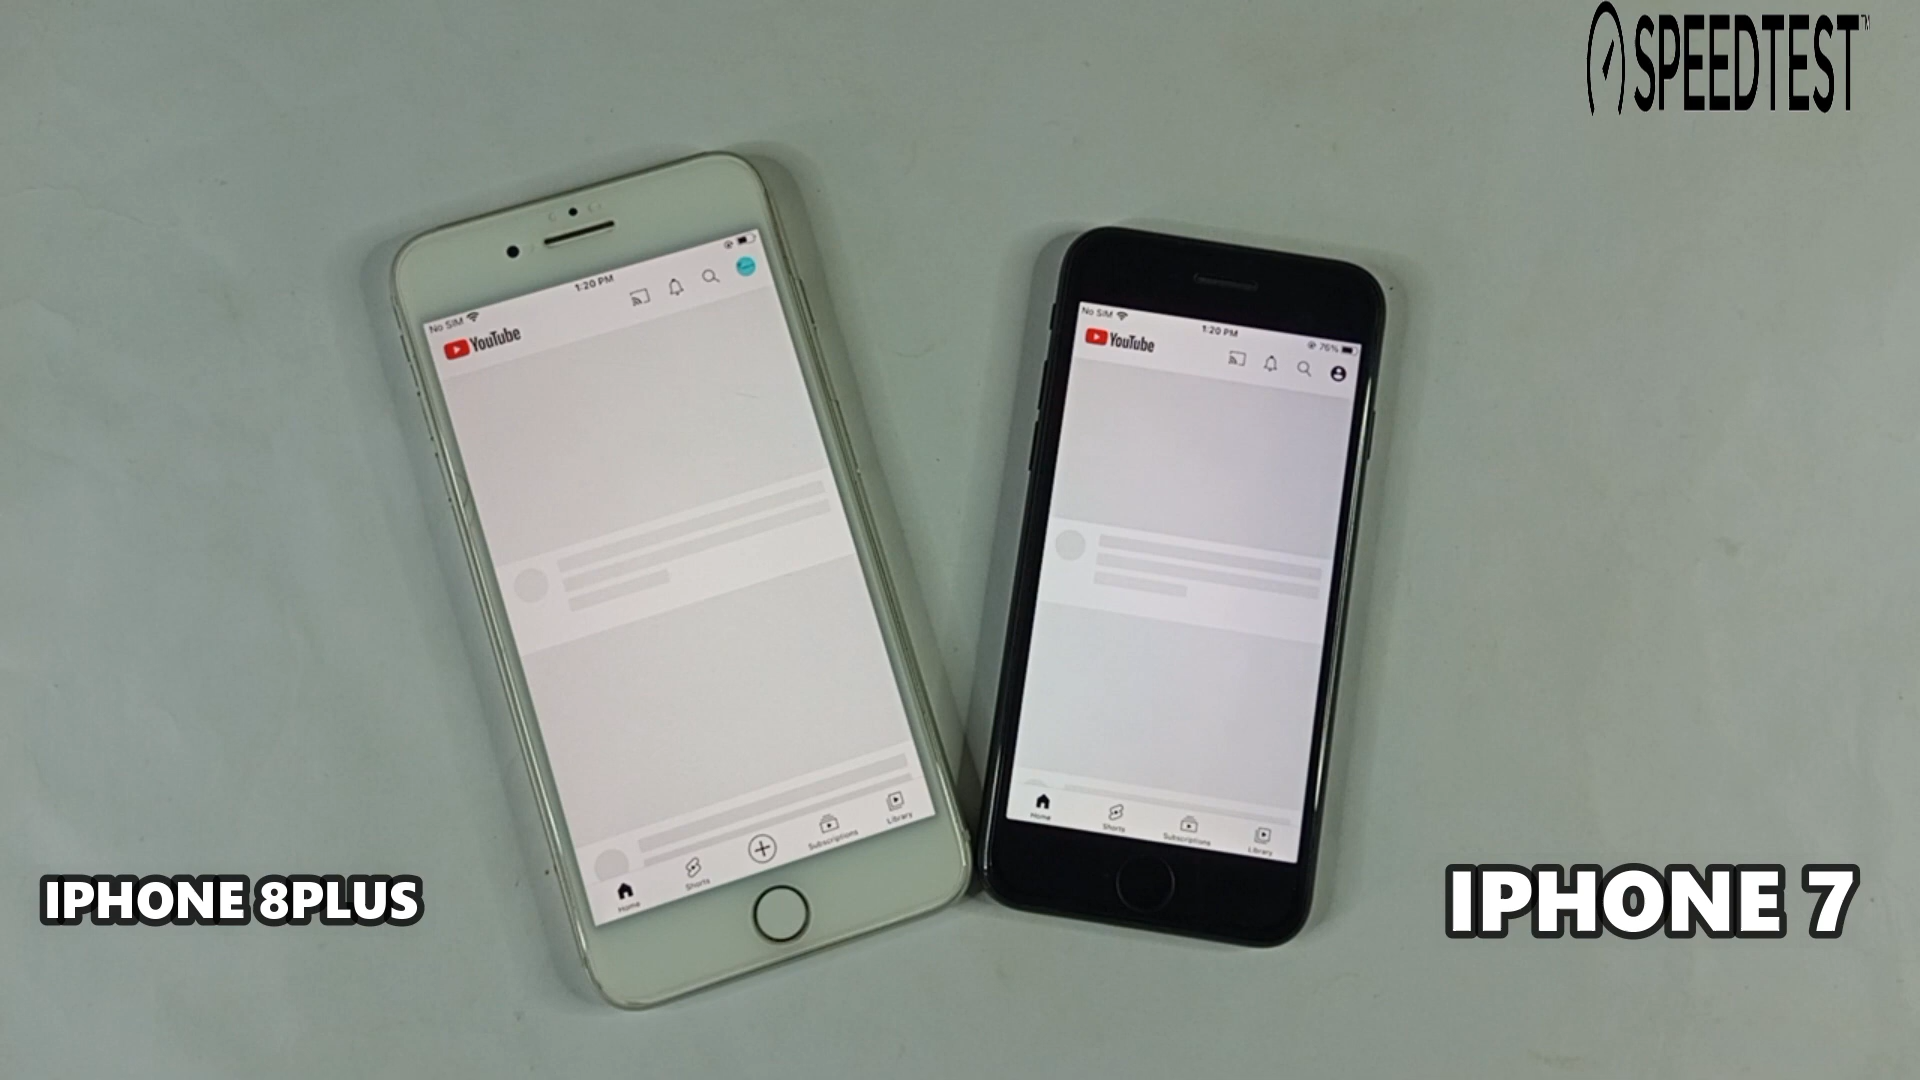 SPEEDTEST™
No SIM
1:20 PM
YouTube
Home
Shorts
Subscriptions
Library
No SIM
1:20 PM
76%
YouTube
Home
Shorts
Subscriptions
Library
IPHONE 8PLUS
IPHONE 7